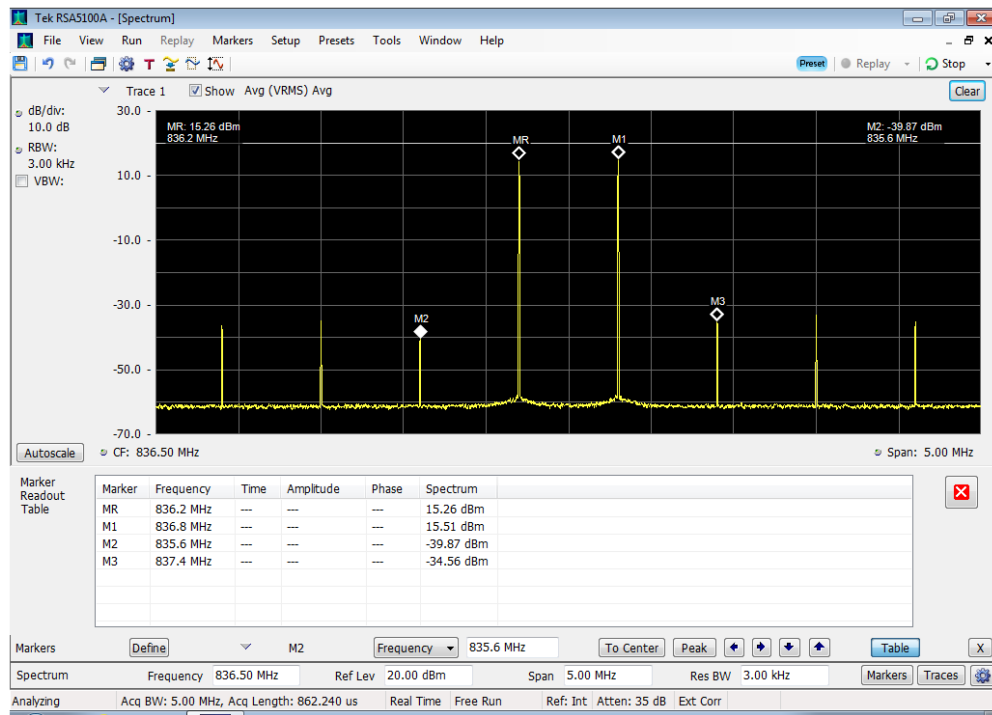 Tek RSA5100A - [Spectrum]
File View Run Replay Markers Setup Presets Tools Window Help
T Preset Replay Stop
Trace 1 Show Avg (VRMS) Avg Clear
dB/div:
10.0 dB
RBW:
3.00 kHz
VBW:
30.0
10.0
-10.0
-30.0
-50.0
-70.0
MR: 15.26 dBm
836.2 MHz
M2: -39.87 dBm
835.6 MHz
MR
M1
M2
M3
Autoscale CF: 836.50 MHz Span: 5.00 MHz
Marker
Readout
Table
Marker Frequency Time Amplitude Phase Spectrum
MR 836.2 MHz --- --- --- 15.26 dBm
M1 836.8 MHz --- --- --- 15.51 dBm
M2 835.6 MHz --- --- --- -39.87 dBm
M3 837.4 MHz --- --- --- -34.56 dBm
Markers Define M2 Frequency 835.6 MHz To Center Peak Table X
Spectrum Frequency 836.50 MHz Ref Lev 20.00 dBm Span 5.00 MHz Res BW 3.00 kHz Markers Traces
Analyzing Acq BW: 5.00 MHz, Acq Length: 862.240 us Real Time Free Run Ref: Int Atten: 35 dB Ext Corr